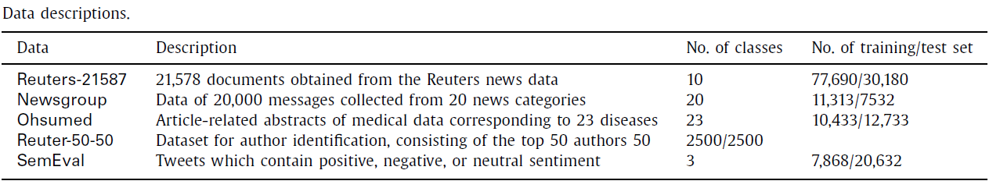 Data descriptions.
Data Description No. of classes No. of training/test set
Reuters-21587 21,578 documents obtained from the Reuters news data 10 77,690/30,180
Newsgroup Data of 20,000 messages collected from 20 news categories 20 11,313/7532
Ohsumed Article-related abstracts of medical data corresponding to 23 diseases 23 10,433/12,733
Reuter-50-50 Dataset for author identification, consisting of the top 50 authors 50 2500/2500
SemEval Tweets which contain positive, negative, or neutral sentiment 3 7,868/20,632